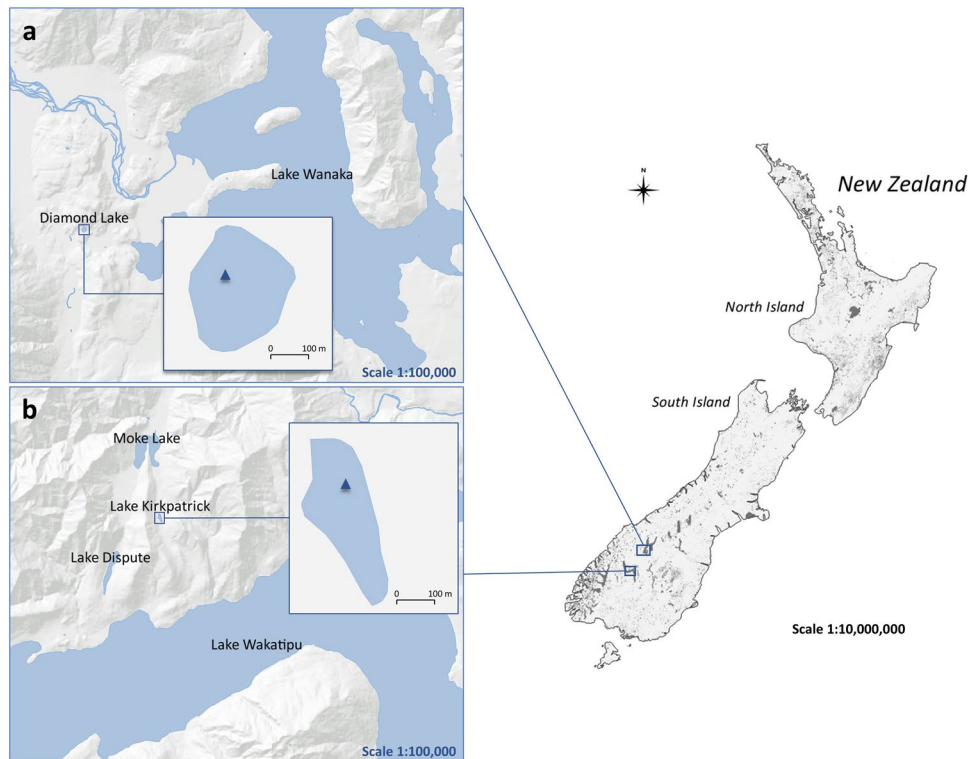 a
Lake Wanaka
Diamond Lake
0 100 m
Scale 1:100,000
b
Moke Lake
Lake Kirkpatrick
Lake Dispute
0 100 m
Lake Wakatipu
Scale 1:100,000
N
New Zealand
North Island
South Island
Scale 1:10,000,000